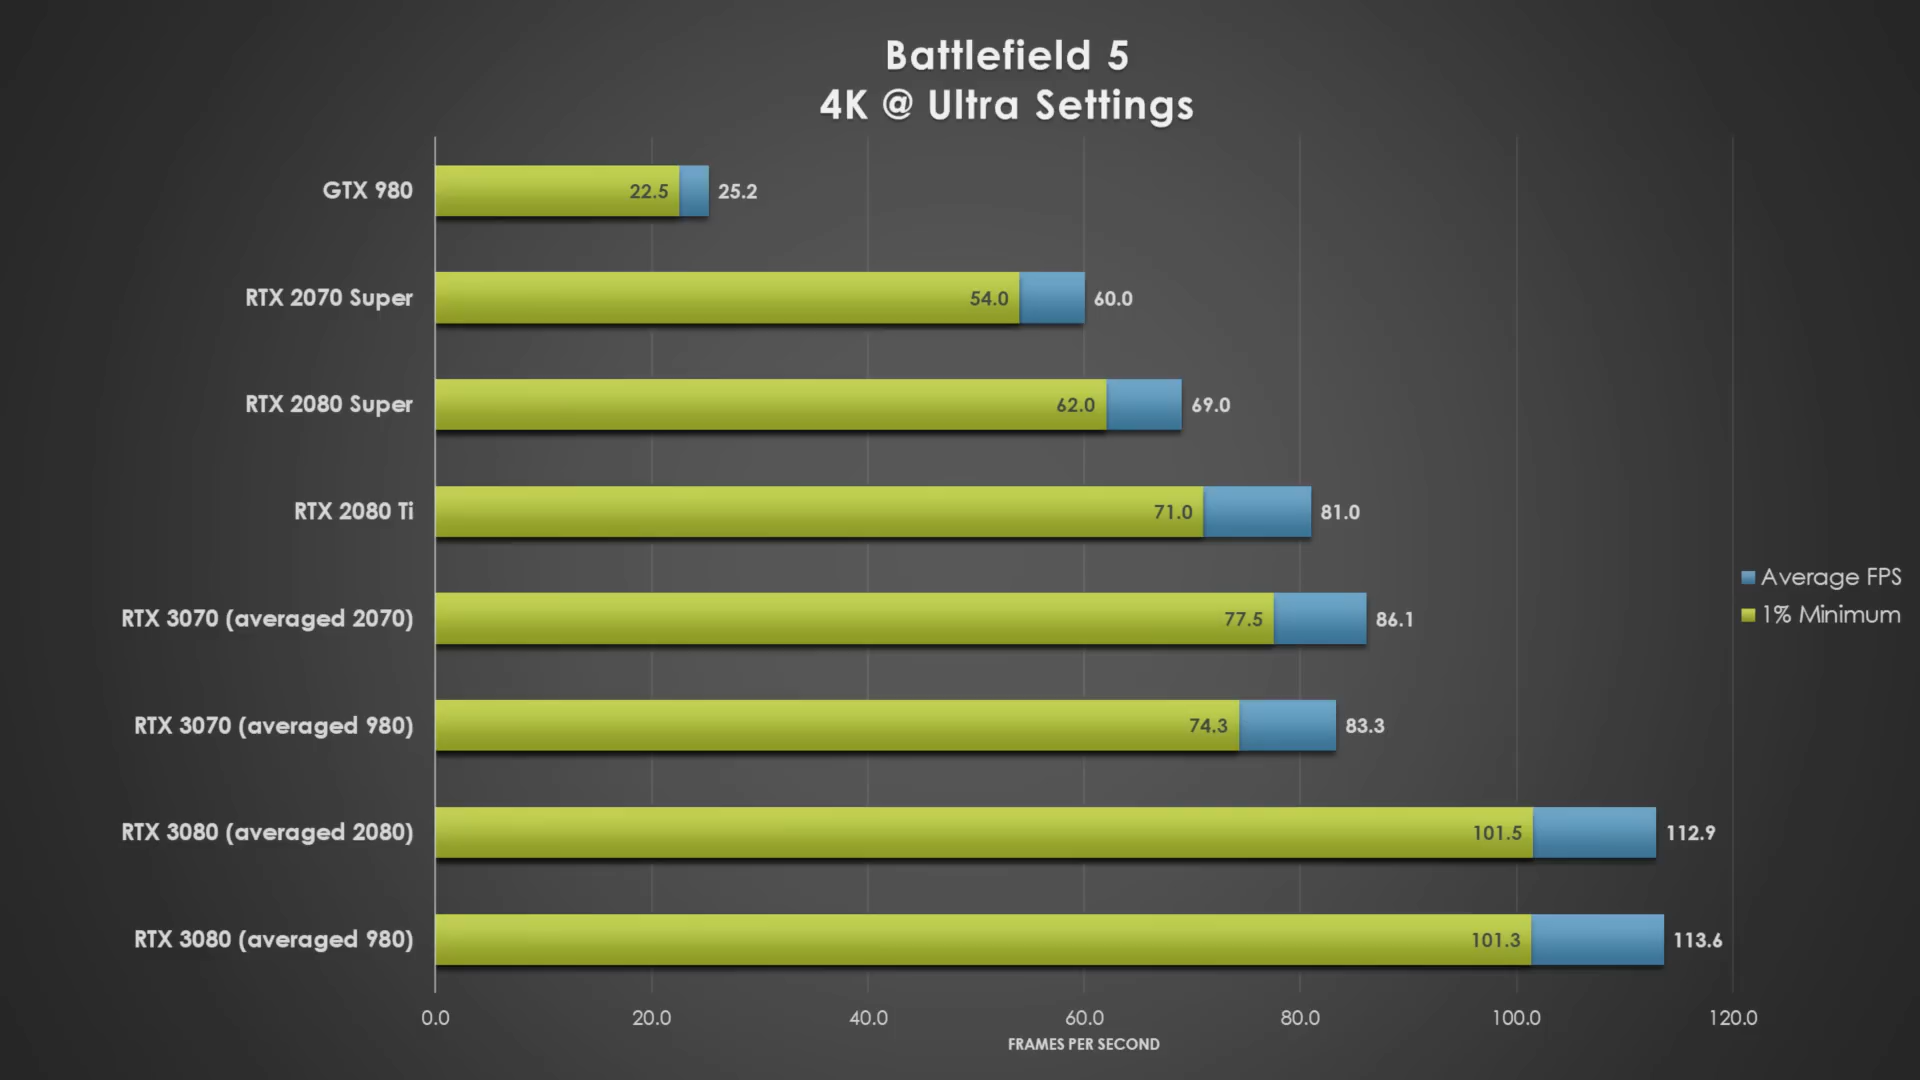 Battlefield 5
4K @ Ultra Settings
GTX 980
22.5
25.2
RTX 2070 Super
54.0
60.0
RTX 2080 Super
62.0
69.0
RTX 2080 Ti
71.0
81.0
RTX 3070 (averaged 2070)
77.5
86.1
RTX 3070 (averaged 980)
74.3
83.3
RTX 3080 (averaged 2080)
101.5
112.9
RTX 3080 (averaged 980)
101.3
113.6
Average FPS
1% Minimum
0.0 20.0 40.0 60.0 80.0 100.0 120.0
FRAMES PER SECOND